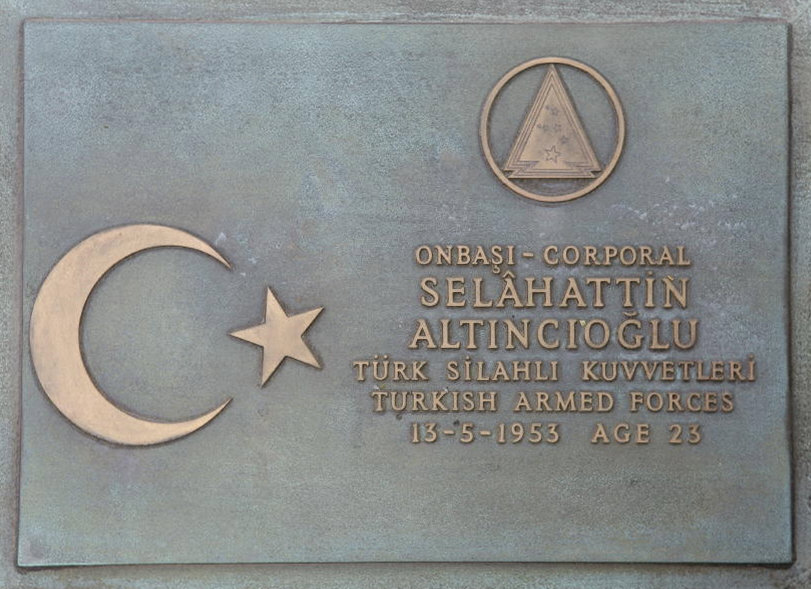 ONBAŞI - CORPORAL
SELÂHATTİN
ALTINCIOĞLU
TÜRK SİLAHLI KUVVETLERİ
TURKISH ARMED FORCES
13-5-1953 AGE 23